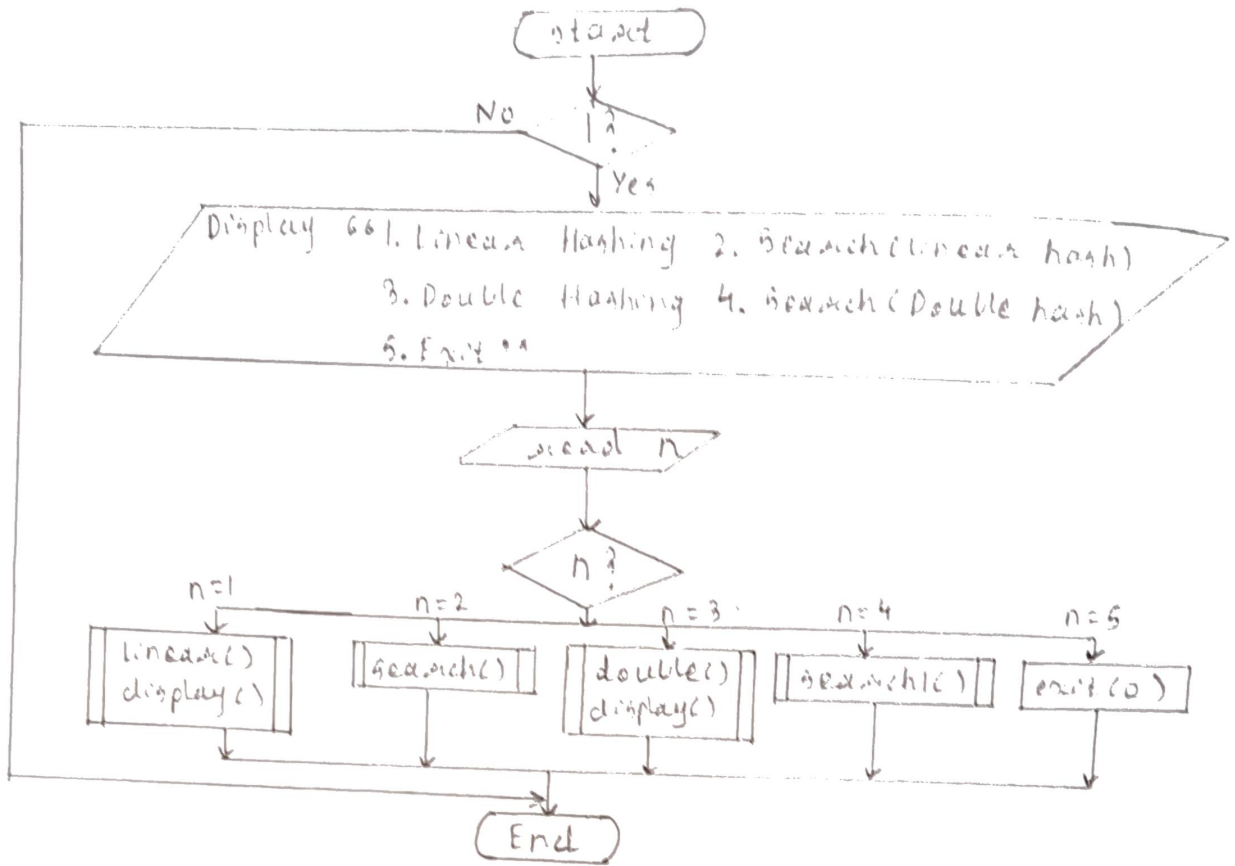 start
No
1?
Yes
Display “1. Linear Hashing 2. Search(linear hash)
3. Double Hashing 4. Search(Double hash)
5. Exit”
read n
n?
n=1
n=2
n=3
n=4
n=5
linear()
display()
search()
double()
display()
search1()
exit(0)
End